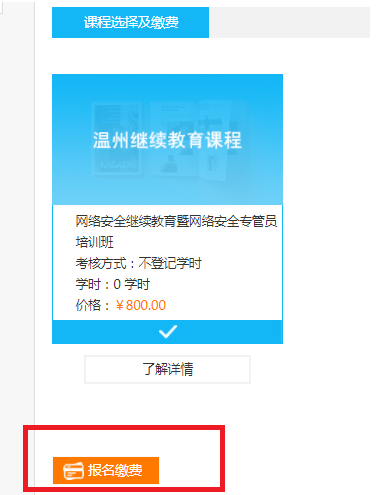 课程选择及缴费
温州继续教育课程
网络安全继续教育暨网络安全专管员
培训班
考核方式：不登记学时
学时：0 学时
价格：￥800.00
了解详情
报名缴费